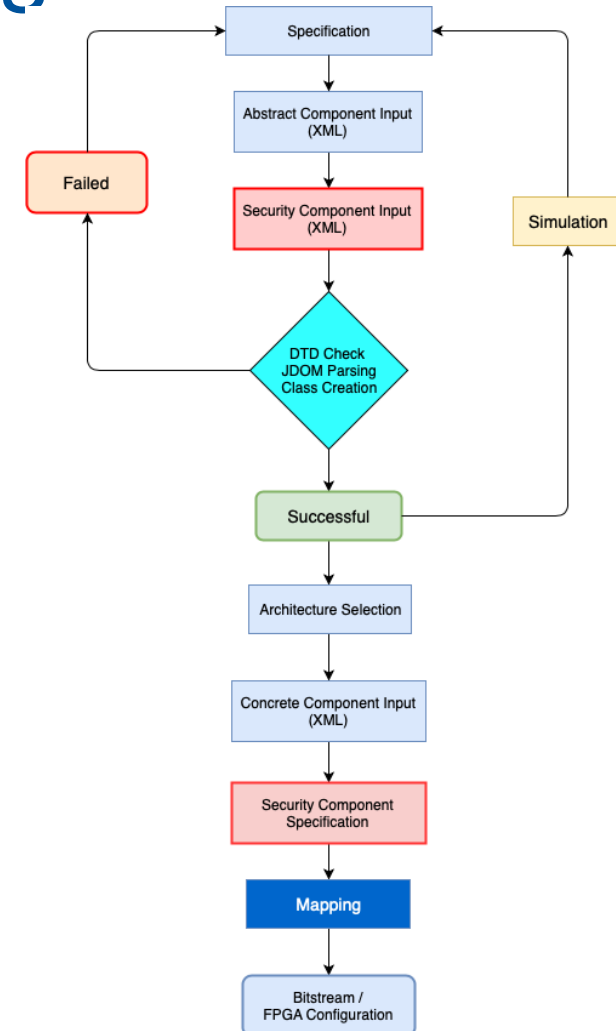 Specification
Abstract Component Input
(XML)
Failed
Security Component Input
(XML)
Simulation
DTD Check
JDOM Parsing
Class Creation
Successful
Architecture Selection
Concrete Component Input
(XML)
Security Component
Specification
Mapping
Bitstream /
FPGA Configuration